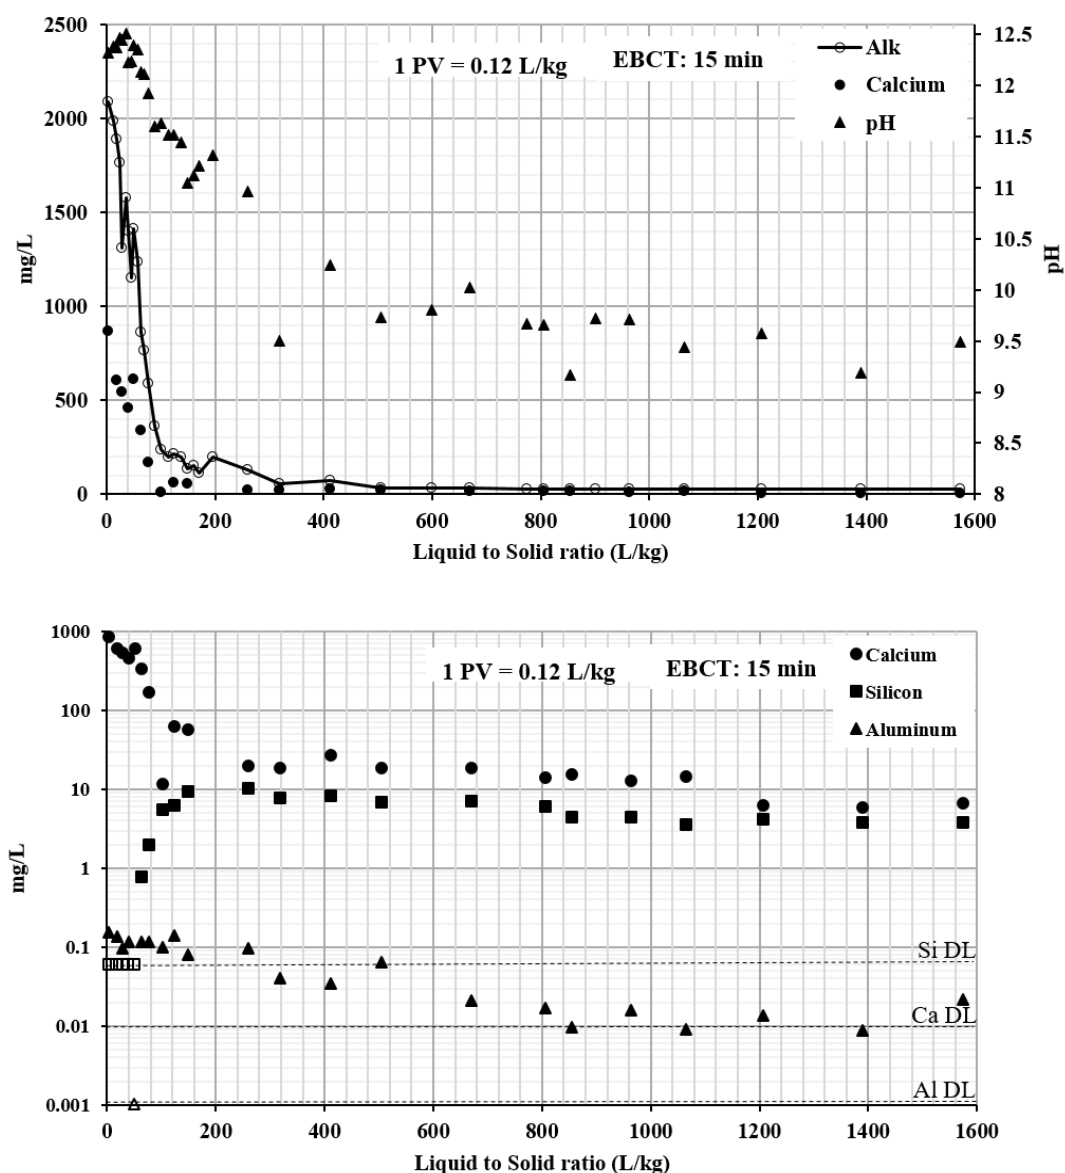 2500
2000
1500
1000
500
0
mg/L
12.5
12
11.5
11
10.5
10
9.5
9
8.5
8
pH
1 PV = 0.12 L/kg
EBCT: 15 min
Alk
Calcium
pH
0 200 400 600 800 1000 1200 1400 1600
Liquid to Solid ratio (L/kg)
1000
100
10
1
0.1
0.01
0.001
mg/L
1 PV = 0.12 L/kg
EBCT: 15 min
Calcium
Silicon
Aluminum
Si DL
Ca DL
Al DL
0 200 400 600 800 1000 1200 1400 1600
Liquid to Solid ratio (L/kg)